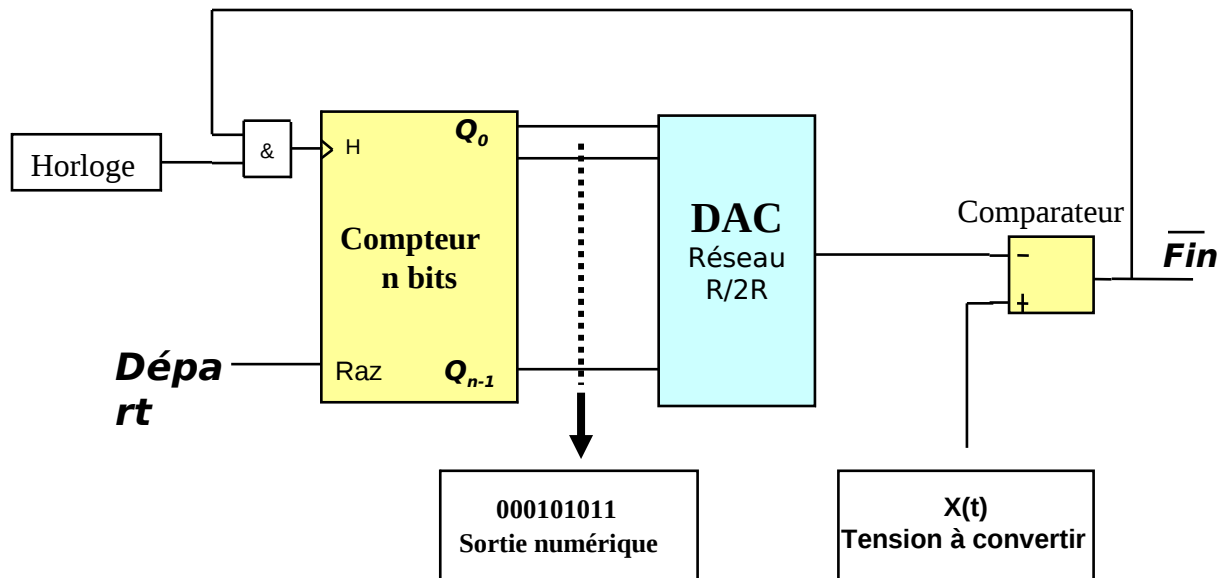 Horloge
&
H
Q0
Compteur
n bits
Raz
Qn-1
Dépa
rt
DAC
Réseau
R/2R
Comparateur
-
+
Fin
000101011
Sortie numérique
X(t)
Tension à convertir